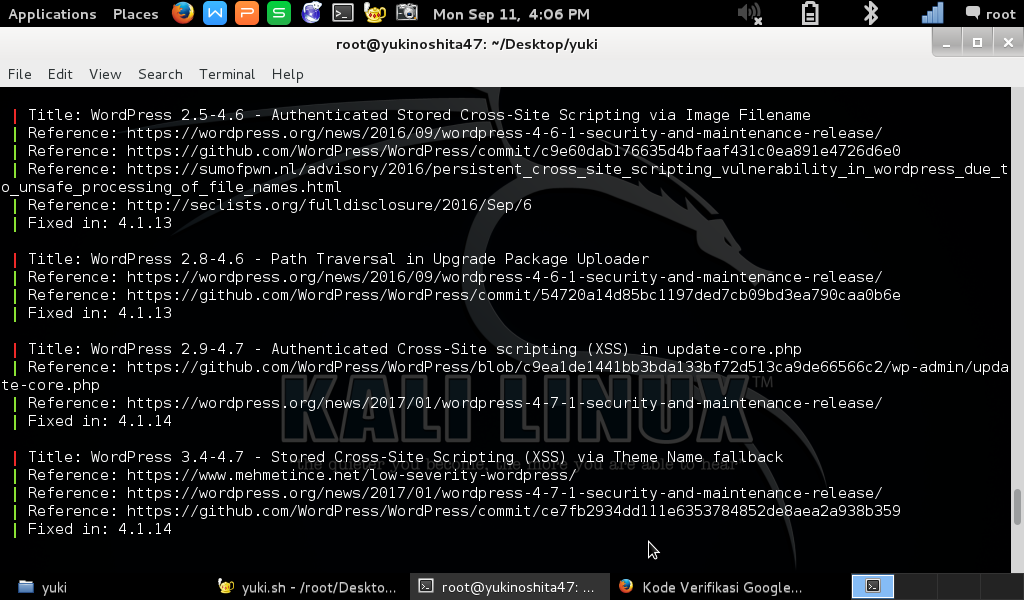 Applications Places Mon Sep 11, 4:06 PM root
root@yukinoshita47: ~/Desktop/yuki
File Edit View Search Terminal Help
| Title: WordPress 2.5-4.6 - Authenticated Stored Cross-Site Scripting via Image Filename
| Reference: https://wordpress.org/news/2016/09/wordpress-4-6-1-security-and-maintenance-release/
| Reference: https://github.com/WordPress/WordPress/commit/c9e60dab176635d4bfaaf431c0ea891e4726d6e0
| Reference: https://sumofpwn.nl/advisory/2016/persistent_cross_site_scripting_vulnerability_in_wordpress_due_t
o_unsafe_processing_of_file_names.html
| Reference: http://seclists.org/fulldisclosure/2016/Sep/6
| Fixed in: 4.1.13
| Title: WordPress 2.8-4.6 - Path Traversal in Upgrade Package Uploader
| Reference: https://wordpress.org/news/2016/09/wordpress-4-6-1-security-and-maintenance-release/
| Reference: https://github.com/WordPress/WordPress/commit/54720a14d85bc1197ded7cb09bd3ea790caa0b6e
| Fixed in: 4.1.13
| Title: WordPress 2.9-4.7 - Authenticated Cross-Site scripting (XSS) in update-core.php
| Reference: https://github.com/WordPress/WordPress/blob/c9ea1de1441bb3bda133bf72d513ca9de66566c2/wp-admin/upda
te-core.php
| Reference: https://wordpress.org/news/2017/01/wordpress-4-7-1-security-and-maintenance-release/
| Fixed in: 4.1.14
| Title: WordPress 3.4-4.7 - Stored Cross-Site Scripting (XSS) via Theme Name fallback
| Reference: https://www.mehmetince.net/low-severity-wordpress/
| Reference: https://wordpress.org/news/2017/01/wordpress-4-7-1-security-and-maintenance-release/
| Reference: https://github.com/WordPress/WordPress/commit/ce7fb2934dd111e6353784852de8aea2a938b359
| Fixed in: 4.1.14
KALI LINUX™
the quieter you become, the more you are able to hear
yuki yuki.sh - /root/Deskto... root@yukinoshita47: ... Kode Verifikasi Google...